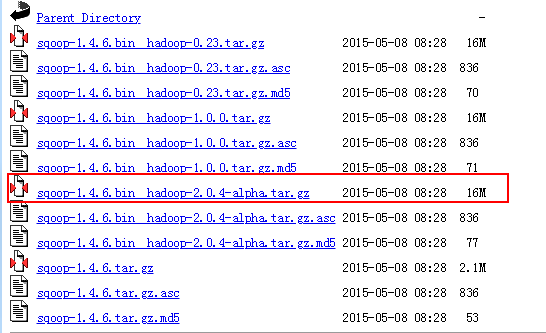 Parent Directory -
sqoop-1.4.6.bin__hadoop-0.23.tar.gz 2015-05-08 08:28 16M
sqoop-1.4.6.bin__hadoop-0.23.tar.gz.asc 2015-05-08 08:28 836
sqoop-1.4.6.bin__hadoop-0.23.tar.gz.md5 2015-05-08 08:28 70
sqoop-1.4.6.bin__hadoop-1.0.0.tar.gz 2015-05-08 08:28 16M
sqoop-1.4.6.bin__hadoop-1.0.0.tar.gz.asc 2015-05-08 08:28 836
sqoop-1.4.6.bin__hadoop-1.0.0.tar.gz.md5 2015-05-08 08:28 71
sqoop-1.4.6.bin__hadoop-2.0.4-alpha.tar.gz 2015-05-08 08:28 16M
sqoop-1.4.6.bin__hadoop-2.0.4-alpha.tar.gz.asc 2015-05-08 08:28 836
sqoop-1.4.6.bin__hadoop-2.0.4-alpha.tar.gz.md5 2015-05-08 08:28 77
sqoop-1.4.6.tar.gz 2015-05-08 08:28 2.1M
sqoop-1.4.6.tar.gz.asc 2015-05-08 08:28 836
sqoop-1.4.6.tar.gz.md5 2015-05-08 08:28 53